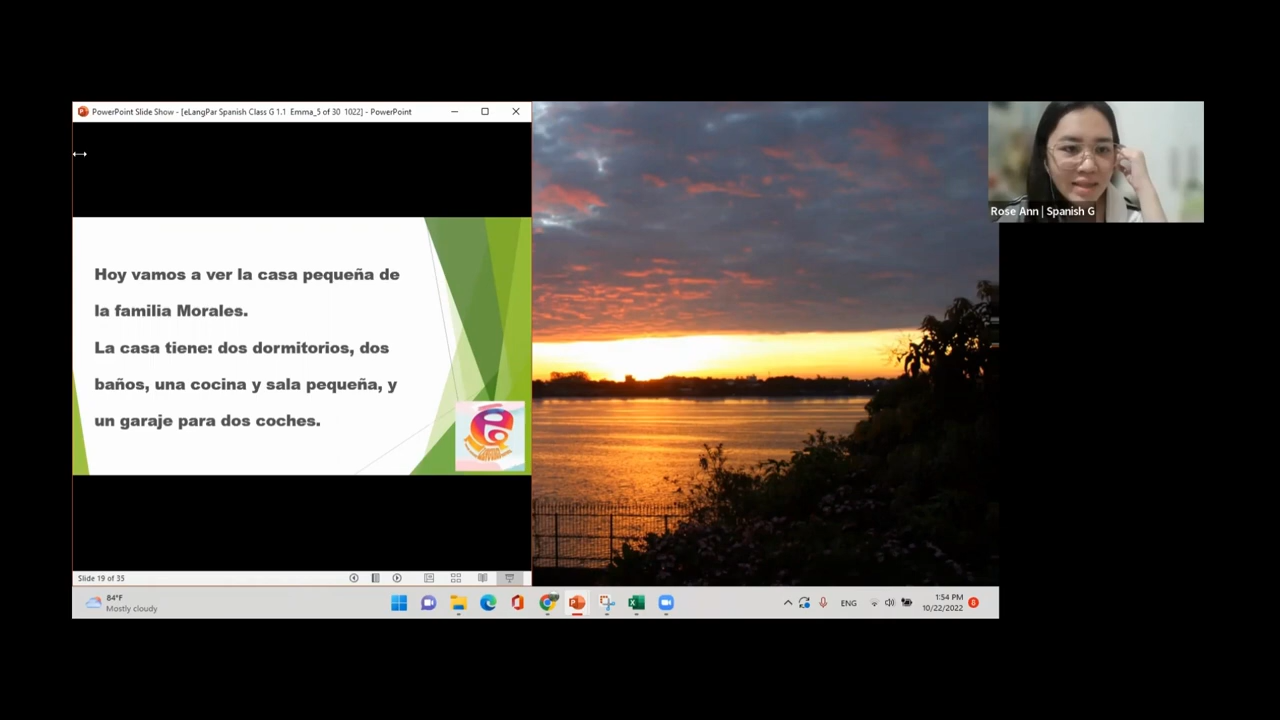 PowerPoint Slide Show - [eLangPar Spanish Class G 1.1 Emma_5 of 30 1022] - PowerPoint
Hoy vamos a ver la casa pequeña de
la familia Morales.
La casa tiene: dos dormitorios, dos
baños, una cocina y sala pequeña, y
un garaje para dos coches.
Rose Ann | Spanish G
Slide 19 of 35
84°F
Mostly cloudy
ENG
1:54 PM
10/22/2022
6